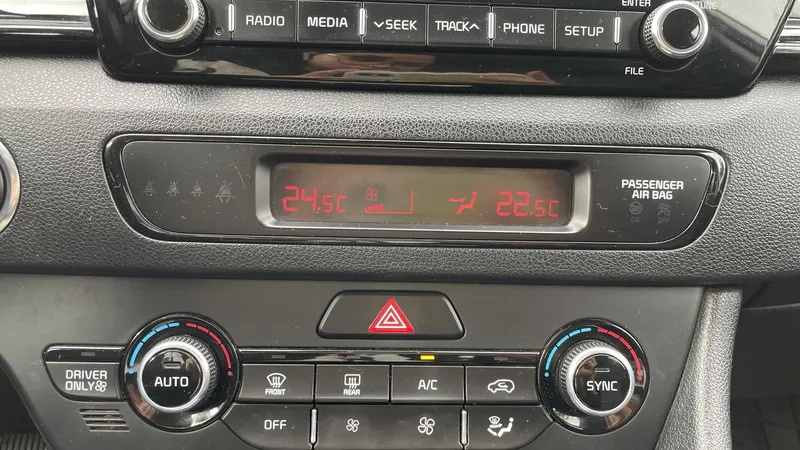 ENTER
TUNE
RADIO MEDIA SEEK TRACK PHONE SETUP
FILE
24.5C 22.5C
PASSENGER
AIR BAG
DRIVER
ONLY
AUTO
FRONT
REAR
A/C
SYNC
OFF